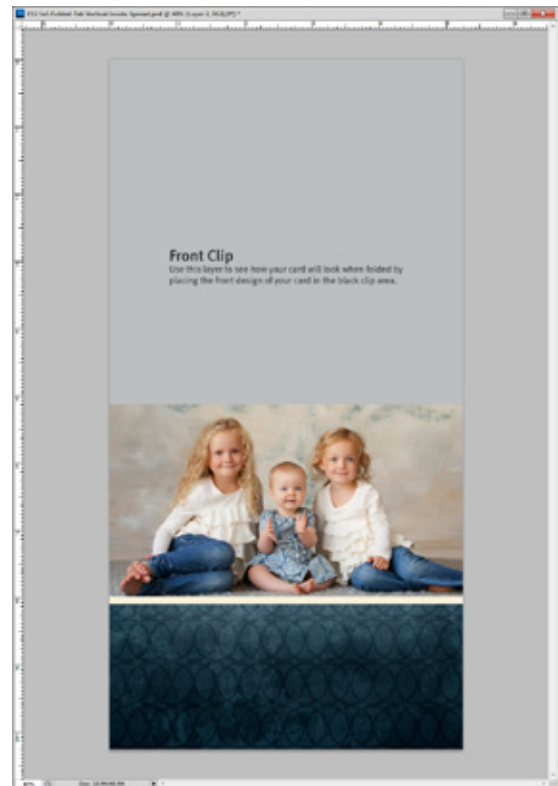 Front Clip
Use this layer to see how your card will look when folded by
placing the front design of your card in the black clip area.